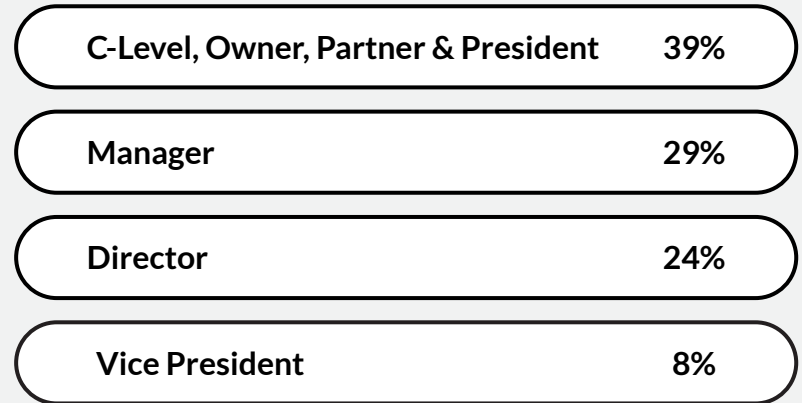 C-Level, Owner, Partner & President 39%
Manager 29%
Director 24%
Vice President 8%